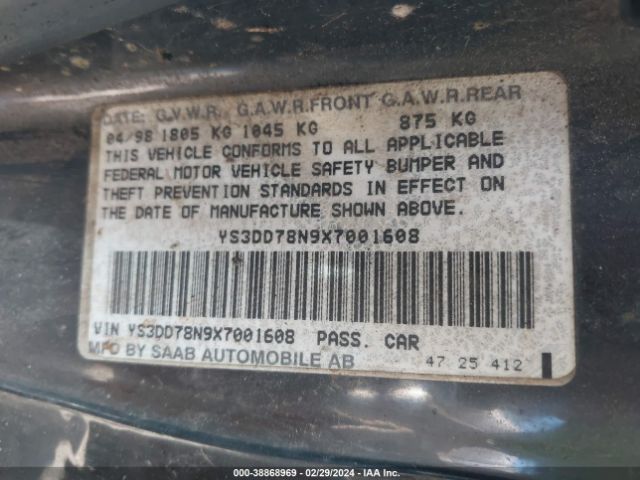 DATE: G.V.W.R. G.A.W.R.FRONT G.A.W.R.REAR
04/98 1805 KG 1045 KG 875 KG
THIS VEHICLE CONFORMS TO ALL APPLICABLE
FEDERAL MOTOR VEHICLE SAFETY BUMPER AND
THEFT PREVENTION STANDARDS IN EFFECT ON
THE DATE OF MANUFACTURE SHOWN ABOVE.
YS3DD78N9X7001608
VIN YS3DD78N9X7001608 PASS. CAR
MFD BY SAAB AUTOMOBILE AB 47 25 412
000-38868969 - 02/29/2024 - IAA Inc.